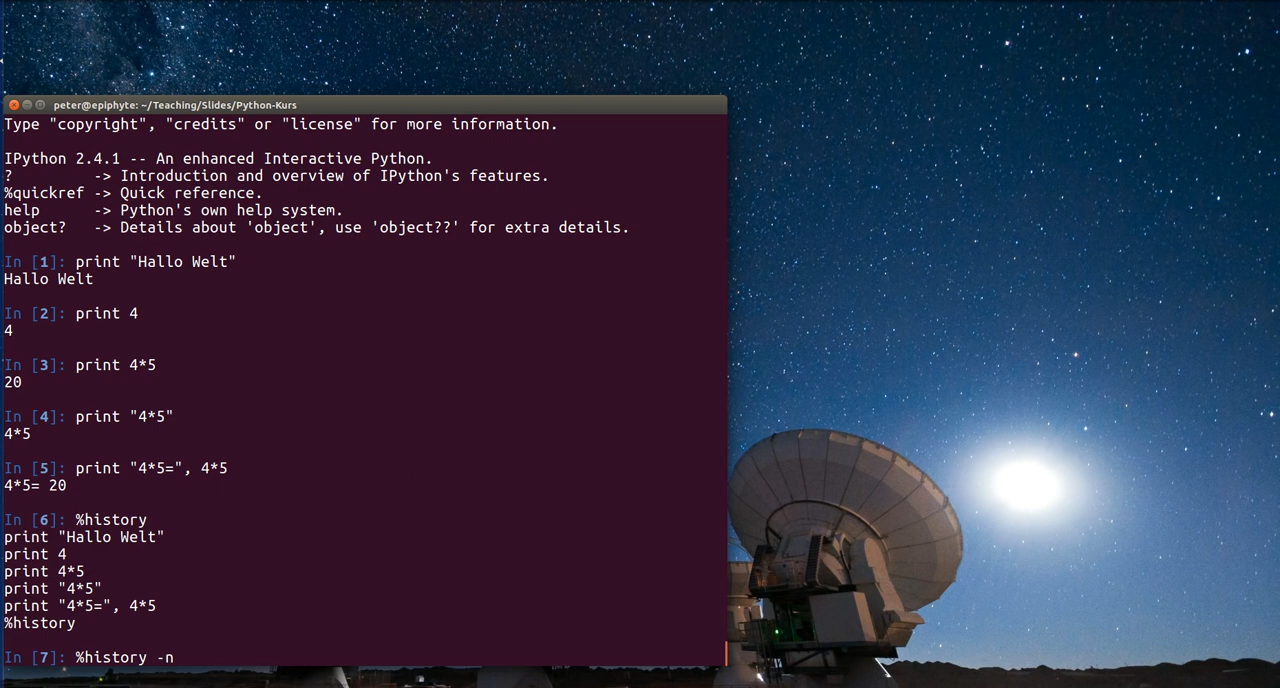 peter@epiphyte: ~/Teaching/Slides/Python-Kurs
Type "copyright", "credits" or "license" for more information.
IPython 2.4.1 -- An enhanced Interactive Python.
?         -> Introduction and overview of IPython's features.
%quickref -> Quick reference.
help      -> Python's own help system.
object?   -> Details about 'object', use 'object??' for extra details.
In [1]: print "Hallo Welt"
Hallo Welt
In [2]: print 4
4
In [3]: print 4*5
20
In [4]: print "4*5"
4*5
In [5]: print "4*5=", 4*5
4*5= 20
In [6]: %history
print "Hallo Welt"
print 4
print 4*5
print "4*5"
print "4*5=", 4*5
%history
In [7]: %history -n